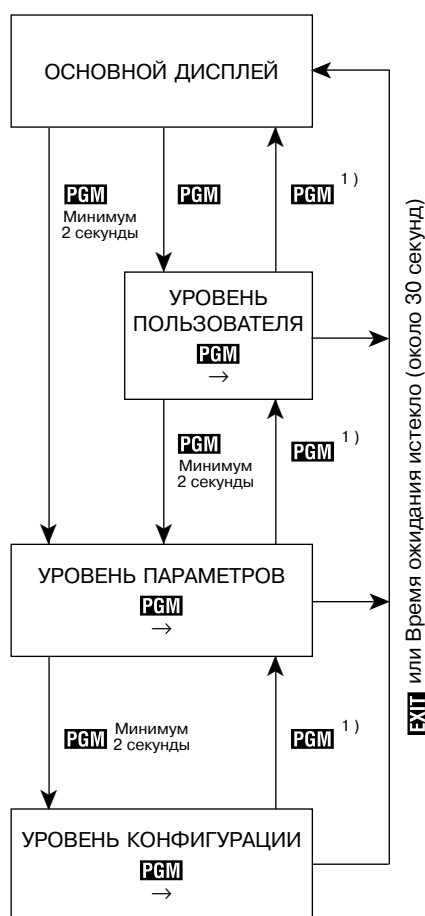 ОСНОВНОЙ ДИСПЛЕЙ
PGM
Минимум
2 секунды
PGM
PGM 1 )
УРОВЕНЬ
ПОЛЬЗОВАТЕЛЯ
PGM
→
PGM
Минимум
2 секунды
PGM 1 )
УРОВЕНЬ ПАРАМЕТРОВ
PGM
→
PGM Минимум
2 секунды
PGM 1 )
УРОВЕНЬ КОНФИГУРАЦИИ
PGM
→
EXIT или Время ожидания истекло (около 30 секунд)